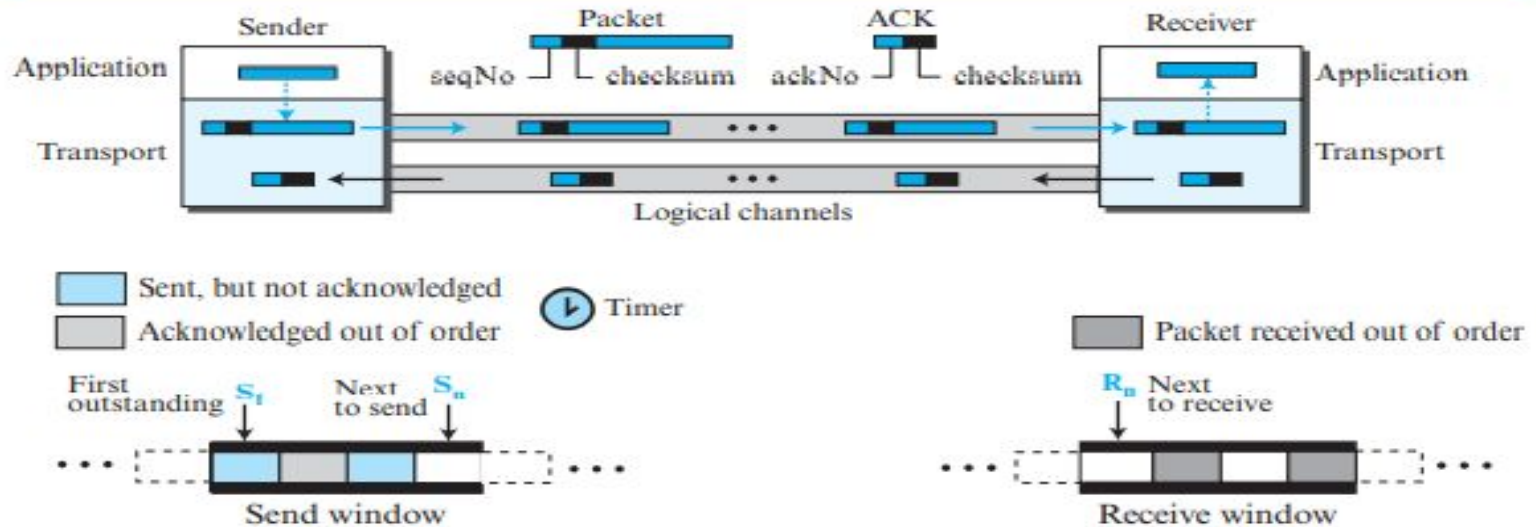 Sender
Packet
ACK
Receiver
Application
seqNo
checksum
ackNo
checksum
Application
Transport
Transport
Logical channels
Sent, but not acknowledged
Timer
Acknowledged out of order
Packet received out of order
First
outstanding
Sf
Next
to send
Sn
Rn
Next
to receive
Send window
Receive window